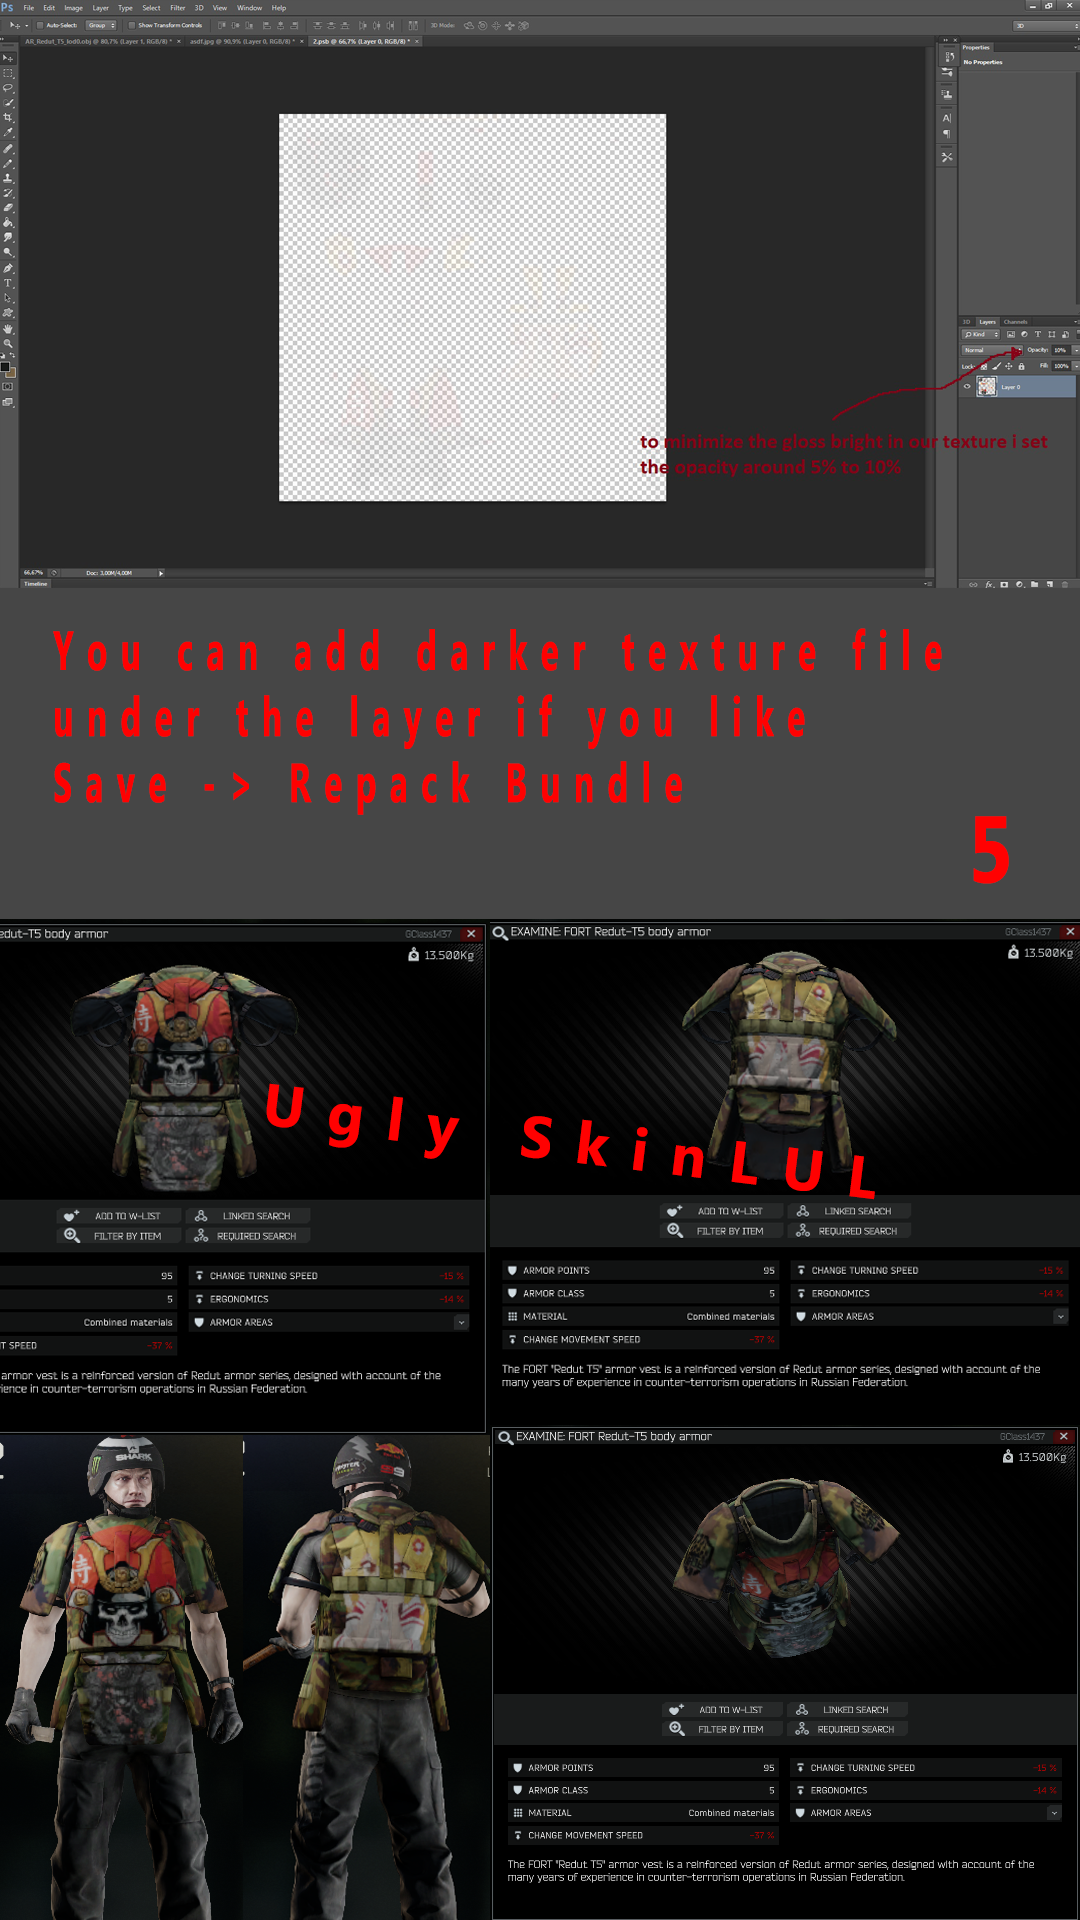 Ps File Edit Image Layer Type Select Filter 3D View Window Help
Auto-Select: Group Show Transform Controls 3D Mode: 3D
AR_Redut_T5_lod0.obj @ 80,7% (Layer 1, RGB/8) * × asdf.jpg @ 90,9% (Layer 0, RGB/8) * × 2.psb @ 66,7% (Layer 0, RGB/8) * ×
Properties
No Properties
3D Layers Channels
Kind
Normal Opacity: 10%
Lock: Fill: 100%
Layer 0
to minimize the gloss bright in our texture i set
the opacity around 5% to 10%
66,67% Doc: 3,00M/4,00M
Timeline
You can add darker texture file
under the layer if you like
Save -> Repack Bundle
5
edut-T5 body armor GClass1437
13.500Kg
侍
Ugly
ADD TO W-LIST LINKED SEARCH
FILTER BY ITEM REQUIRED SEARCH
95 CHANGE TURNING SPEED -15 %
5 ERGONOMICS -14 %
Combined materials ARMOR AREAS
T SPEED -37 %
armor vest is a reinforced version of Redut armor series, designed with account of the
ience in counter-terrorism operations in Russian Federation.
EXAMINE: FORT Redut-T5 body armor
13.500Kg
SkinLUL
ADD TO W-LIST LINKED SEARCH
FILTER BY ITEM REQUIRED SEARCH
ARMOR POINTS 95 CHANGE TURNING SPEED -15 %
ARMOR CLASS 5 ERGONOMICS -14 %
MATERIAL Combined materials ARMOR AREAS
CHANGE MOVEMENT SPEED -37 %
The FORT "Redut T5" armor vest is a reinforced version of Redut armor series, designed with account of the
many years of experience in counter-terrorism operations in Russian Federation.
SHARK
侍
EXAMINE: FORT Redut-T5 body armor GClass1437
13.500Kg
侍
ADD TO W-LIST LINKED SEARCH
FILTER BY ITEM REQUIRED SEARCH
ARMOR POINTS 95 CHANGE TURNING SPEED -15 %
ARMOR CLASS 5 ERGONOMICS -14 %
MATERIAL Combined materials ARMOR AREAS
CHANGE MOVEMENT SPEED -37 %
The FORT "Redut T5" armor vest is a reinforced version of Redut armor series, designed with account of the
many years of experience in counter-terrorism operations in Russian Federation.